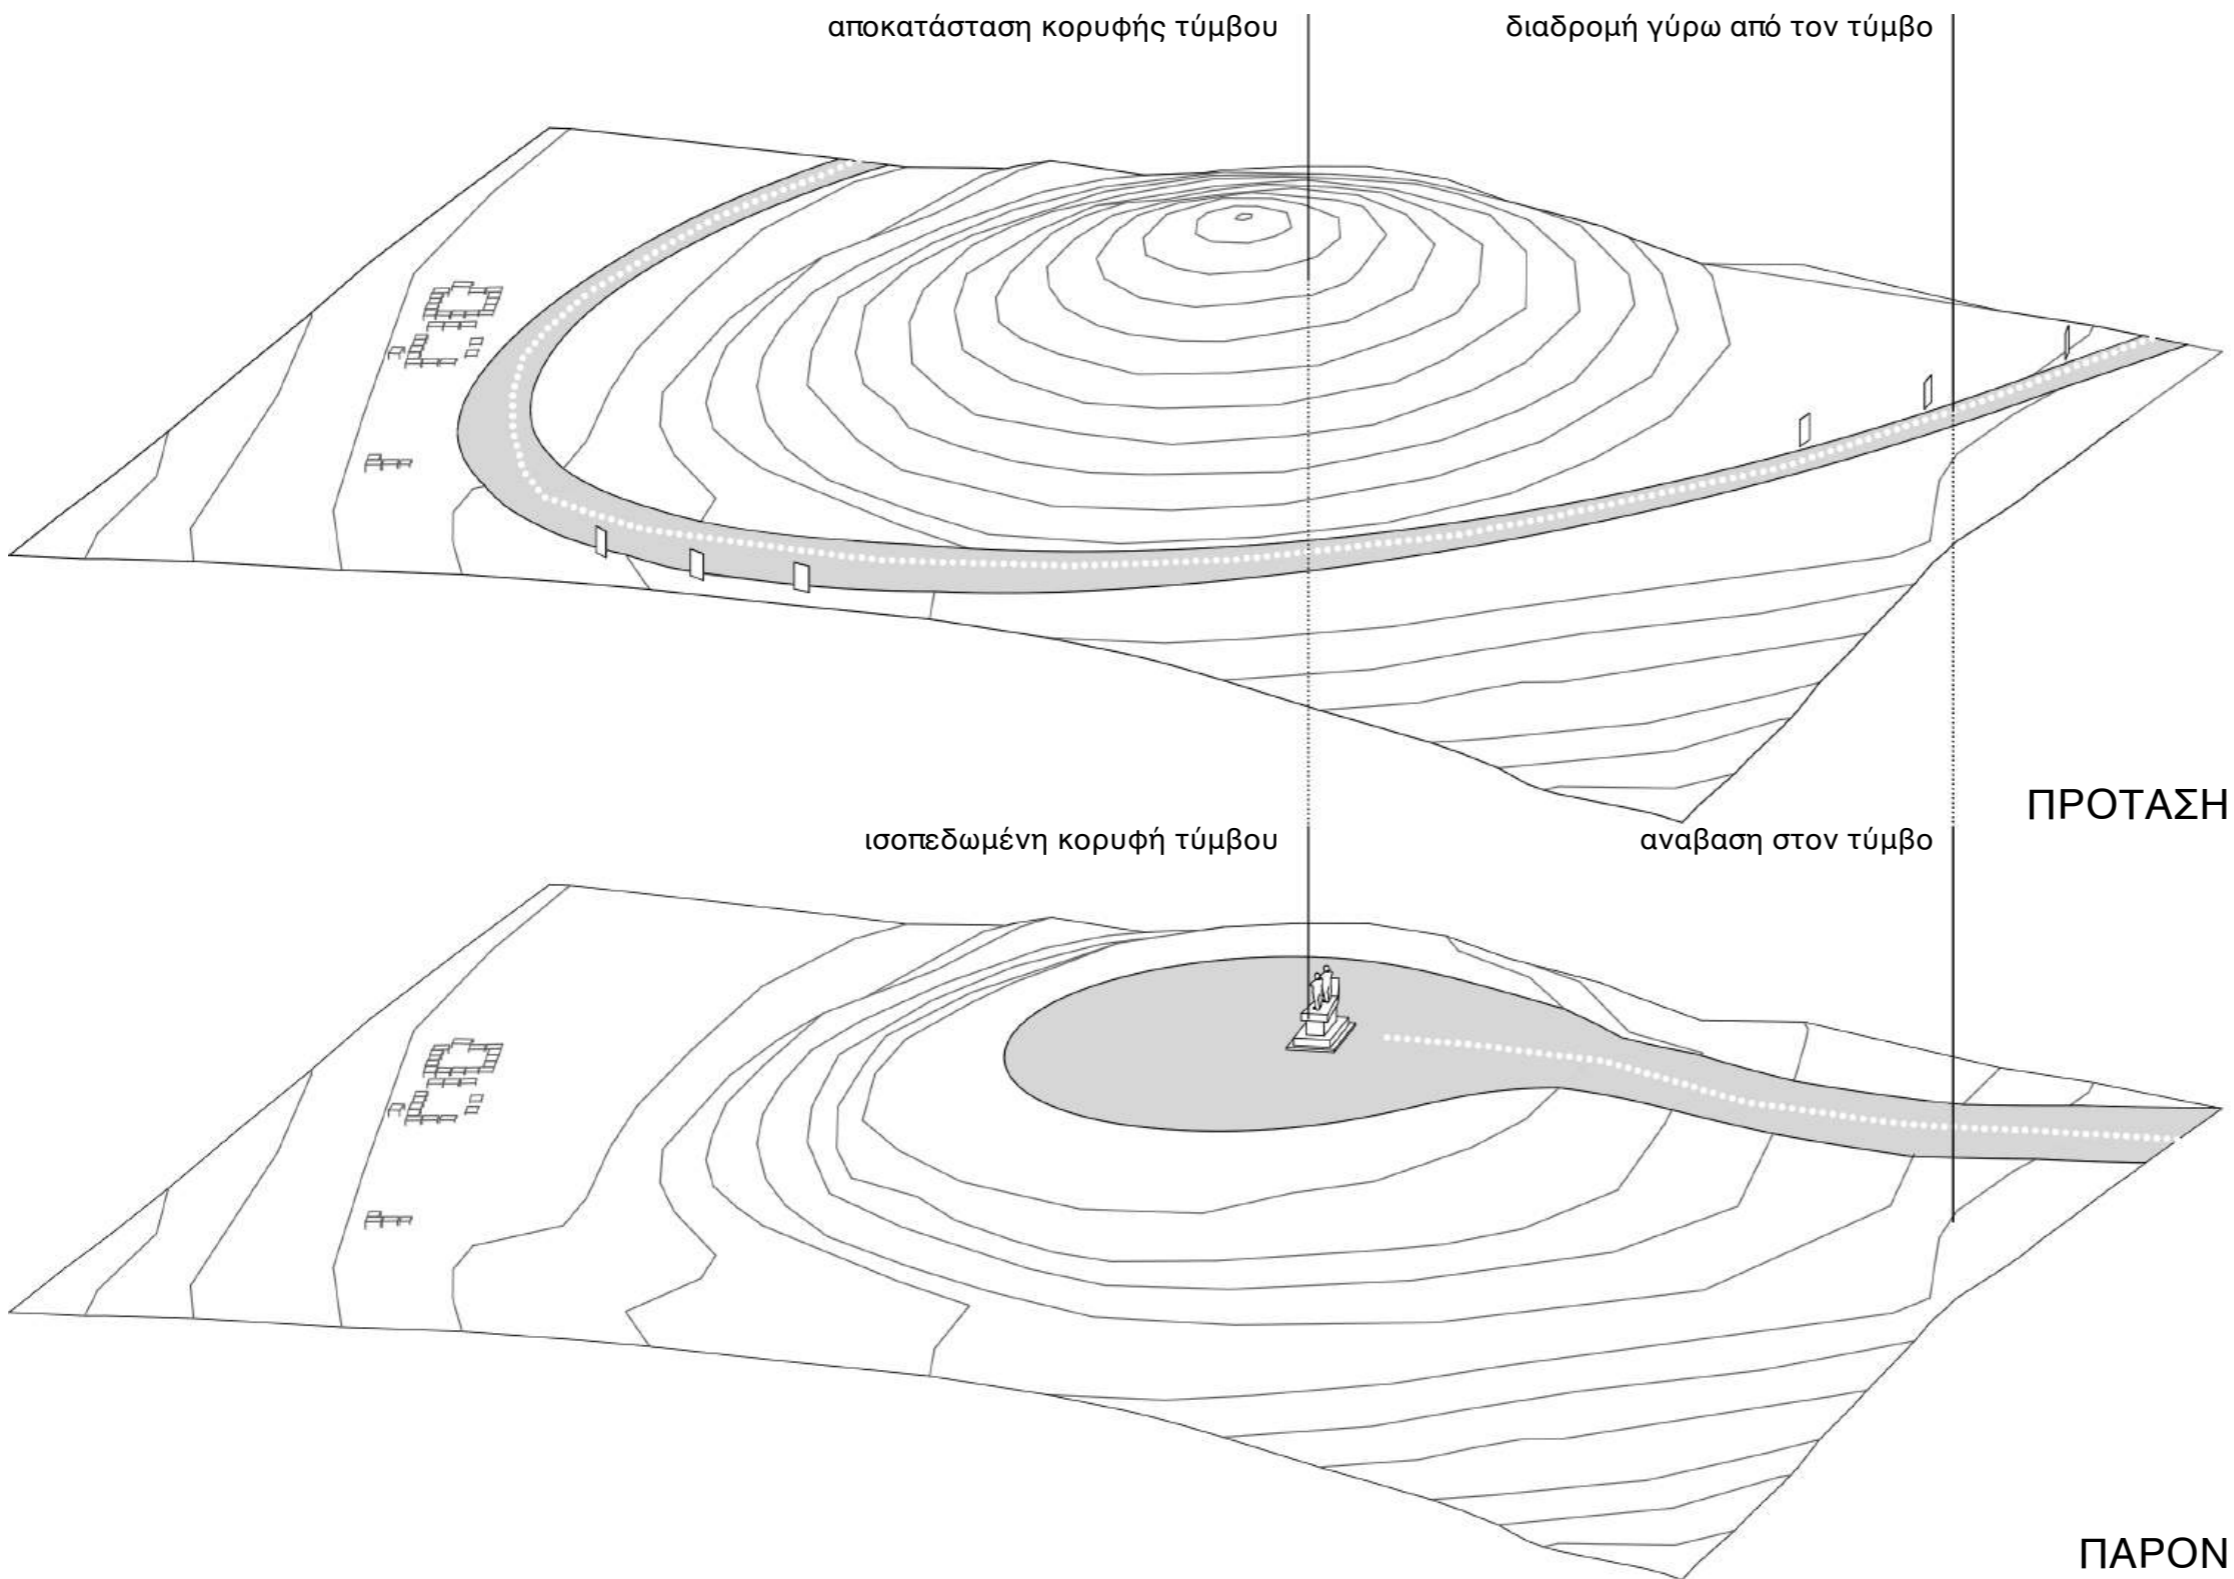 αποκατάσταση κορυφής τύμβου
διαδρομή γύρω από τον τύμβο
ΠΡΟΤΑΣΗ
ισοπεδωμένη κορυφή τύμβου
αναβαση στον τύμβο
ΠΑΡΟΝ